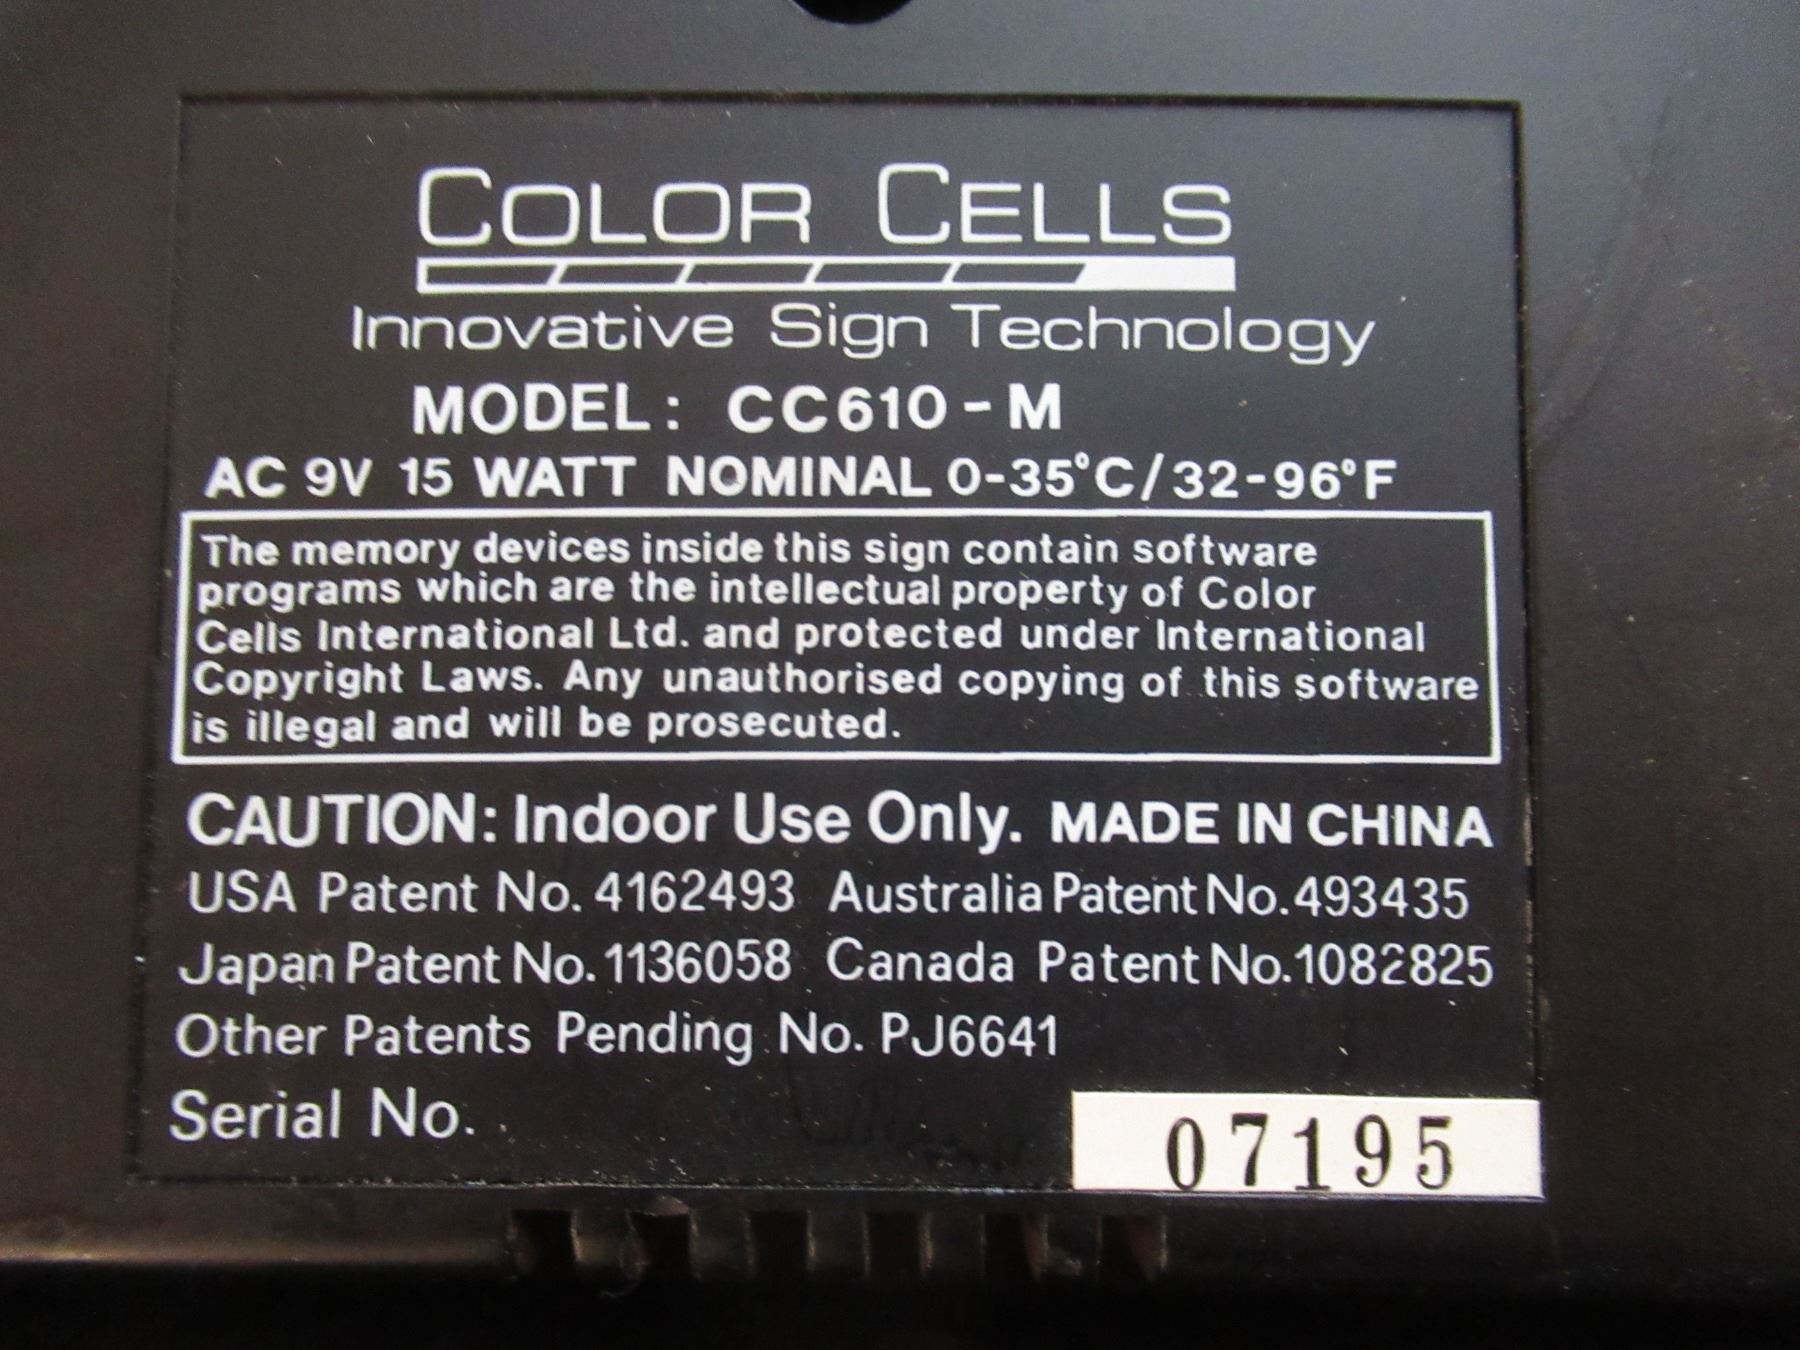 COLOR CELLS
Innovative Sign Technology
MODEL: CC610-M
AC 9V 15 WATT NOMINAL 0-35°C/32-96°F
The memory devices inside this sign contain software
programs which are the intellectual property of Color
Cells International Ltd. and protected under International
Copyright Laws. Any unauthorised copying of this software
is illegal and will be prosecuted.
CAUTION: Indoor Use Only. MADE IN CHINA
USA Patent No. 4162493 Australia Patent No. 493435
Japan Patent No. 1136058 Canada Patent No. 1082825
Other Patents Pending No. PJ6641
Serial No. 07195